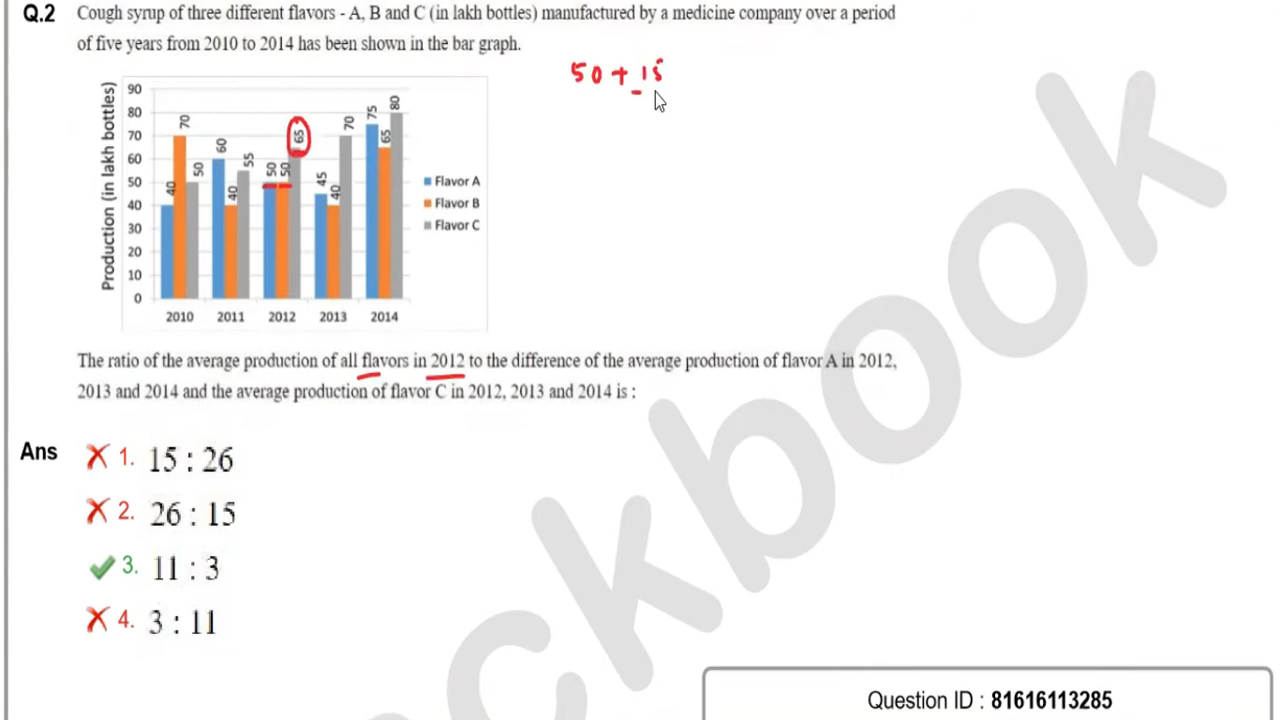 Q.2 Cough syrup of three different flavors - A, B and C (in lakh bottles) manufactured by a medicine company over a period
of five years from 2010 to 2014 has been shown in the bar graph.
50 + 15
Production (in lakh bottles)
90
80
70
60
50
40
30
20
10
0
40 70 50
60 40 55
50 50 65
45 40 70
75 65 80
2010 2011 2012 2013 2014
Flavor A
Flavor B
Flavor C
The ratio of the average production of all flavors in 2012 to the difference of the average production of flavor A in 2012,
2013 and 2014 and the average production of flavor C in 2012, 2013 and 2014 is :
Ans 1. 15 : 26
2. 26 : 15
3. 11 : 3
4. 3 : 11
ckbook
Question ID : 81616113285